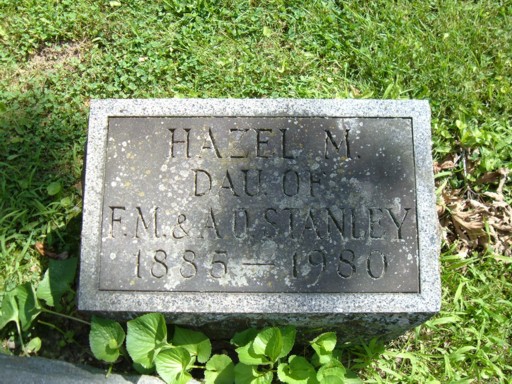 HAZEL M.
DAU. OF
F.M. & A.D. STANLEY
1885 — 1980